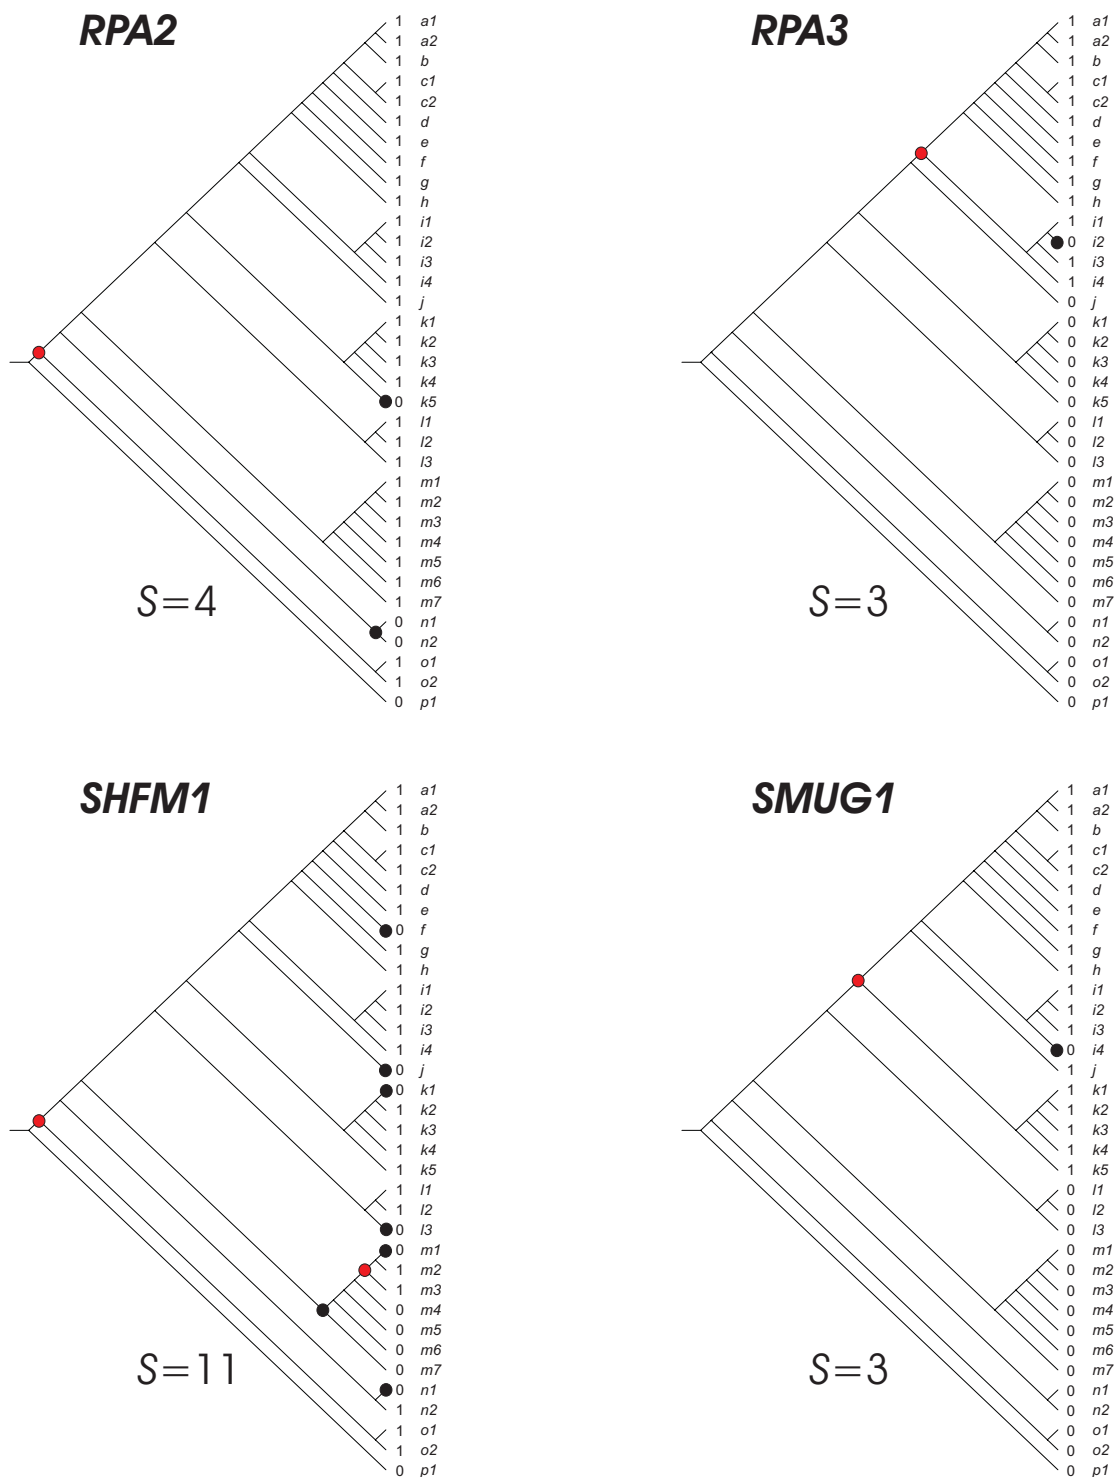 RPA2
1 a1
1 a2
1 b
1 c1
1 c2
1 d
1 e
1 f
1 g
1 h
1 i1
1 i2
1 i3
1 i4
1 j
1 k1
1 k2
1 k3
1 k4
0 k5
1 l1
1 l2
1 l3
1 m1
1 m2
1 m3
1 m4
1 m5
1 m6
1 m7
0 n1
0 n2
1 o1
1 o2
0 p1
S=4
RPA3
1 a1
1 a2
1 b
1 c1
1 c2
1 d
1 e
1 f
1 g
1 h
1 i1
0 i2
1 i3
1 i4
0 j
0 k1
0 k2
0 k3
0 k4
0 k5
0 l1
0 l2
0 l3
0 m1
0 m2
0 m3
0 m4
0 m5
0 m6
0 m7
0 n1
0 n2
0 o1
0 o2
0 p1
S=3
SHFM1
1 a1
1 a2
1 b
1 c1
1 c2
1 d
1 e
0 f
1 g
1 h
1 i1
1 i2
1 i3
1 i4
0 j
0 k1
1 k2
1 k3
1 k4
1 k5
1 l1
1 l2
0 l3
0 m1
1 m2
1 m3
0 m4
0 m5
0 m6
0 m7
0 n1
1 n2
1 o1
1 o2
0 p1
S=11
SMUG1
1 a1
1 a2
1 b
1 c1
1 c2
1 d
1 e
1 f
1 g
1 h
1 i1
1 i2
1 i3
0 i4
1 j
1 k1
1 k2
1 k3
1 k4
1 k5
0 l1
0 l2
0 l3
0 m1
0 m2
0 m3
0 m4
0 m5
0 m6
0 m7
0 n1
0 n2
0 o1
0 o2
0 p1
S=3